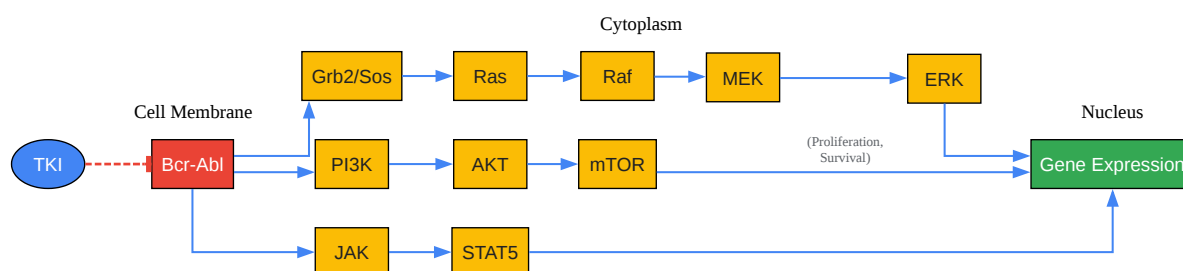 Cytoplasm
Grb2/Sos
Ras
Raf
MEK
ERK
Cell Membrane
Nucleus
TKI
Bcr-Abl
PI3K
AKT
mTOR
(Proliferation,
Survival)
Gene Expression
JAK
STAT5